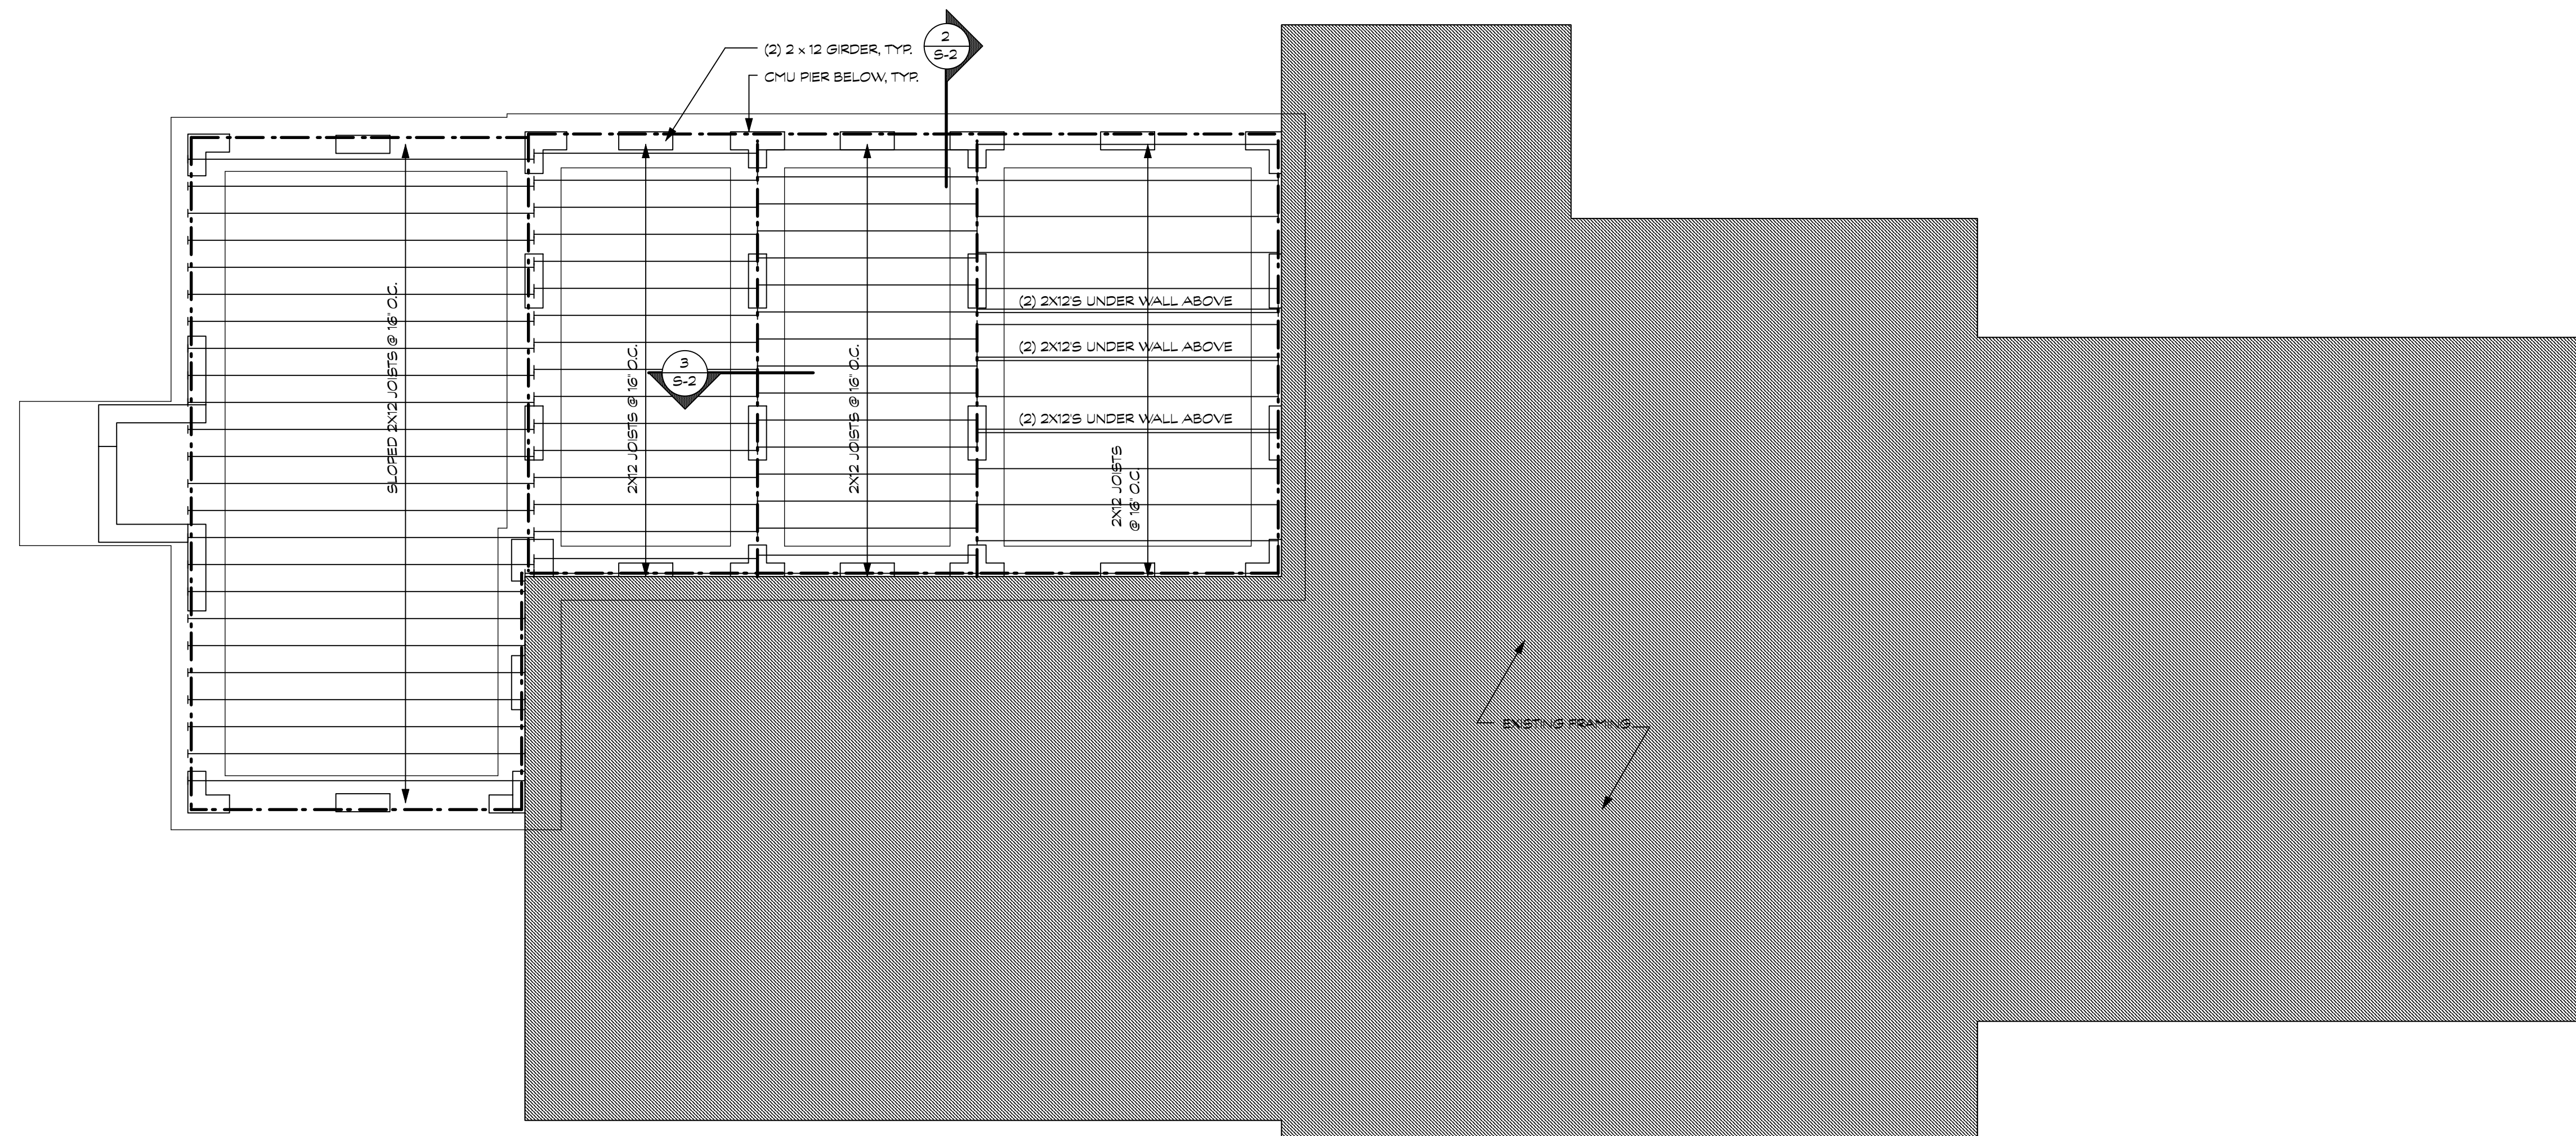 (2) 2 x 12 GIRDER, TYP.
CMU PIER BELOW, TYP.
2
S-2
SLOPED 2X12 JOISTS @ 16" O.C.
2X12 JOISTS @ 16" O.C.
3
S-2
2X12 JOISTS @ 16" O.C.
(2) 2X12'S UNDER WALL ABOVE
(2) 2X12'S UNDER WALL ABOVE
(2) 2X12'S UNDER WALL ABOVE
2X12 JOISTS
@ 16" O.C.
EXISTING FRAMING